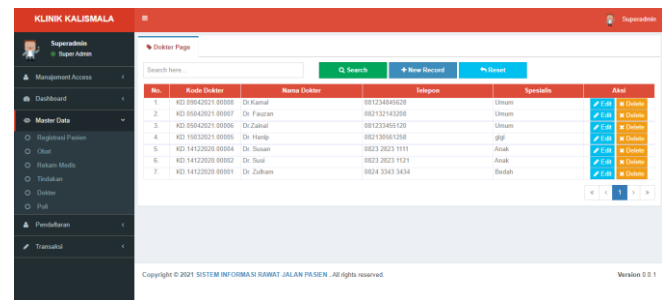 KLINIK KALISMALA
Superadmin
Superadmin
Super Admin
Manajement Access
Dashboard
Master Data
Registrasi Pasien
Obat
Rekam Medis
Tindakan
Dokter
Poli
Pendaftaran
Transaksi
Dokter Page
Search here...
Search
+ New Record
Reset
No. Kode Dokter Nama Dokter Telepon Spesialis Aksi
1. KD.09042021.00008 Dr.Kamal 081234845628 Umum Edit Delete
2. KD.05042021.00007 Dr. Fauzan 082132143208 Umum Edit Delete
3. KD.05042021.00006 Dr.Zainal 081233455120 Umum Edit Delete
4. KD.15032021.00005 Dr. Hanip 082130561258 gigi Edit Delete
5. KD.14122020.00004 Dr. Susan 0823 2823 1111 Anak Edit Delete
6. KD.14122020.00002 Dr. Susi 0823 2823 1121 Anak Edit Delete
7. KD.14122020.00001 Dr. Zulham 0824 3343 3434 Bedah Edit Delete
« ‹ 1 › »
Copyright © 2021 SISTEM INFORMASI RAWAT JALAN PASIEN . All rights reserved.
Version 0.0.1